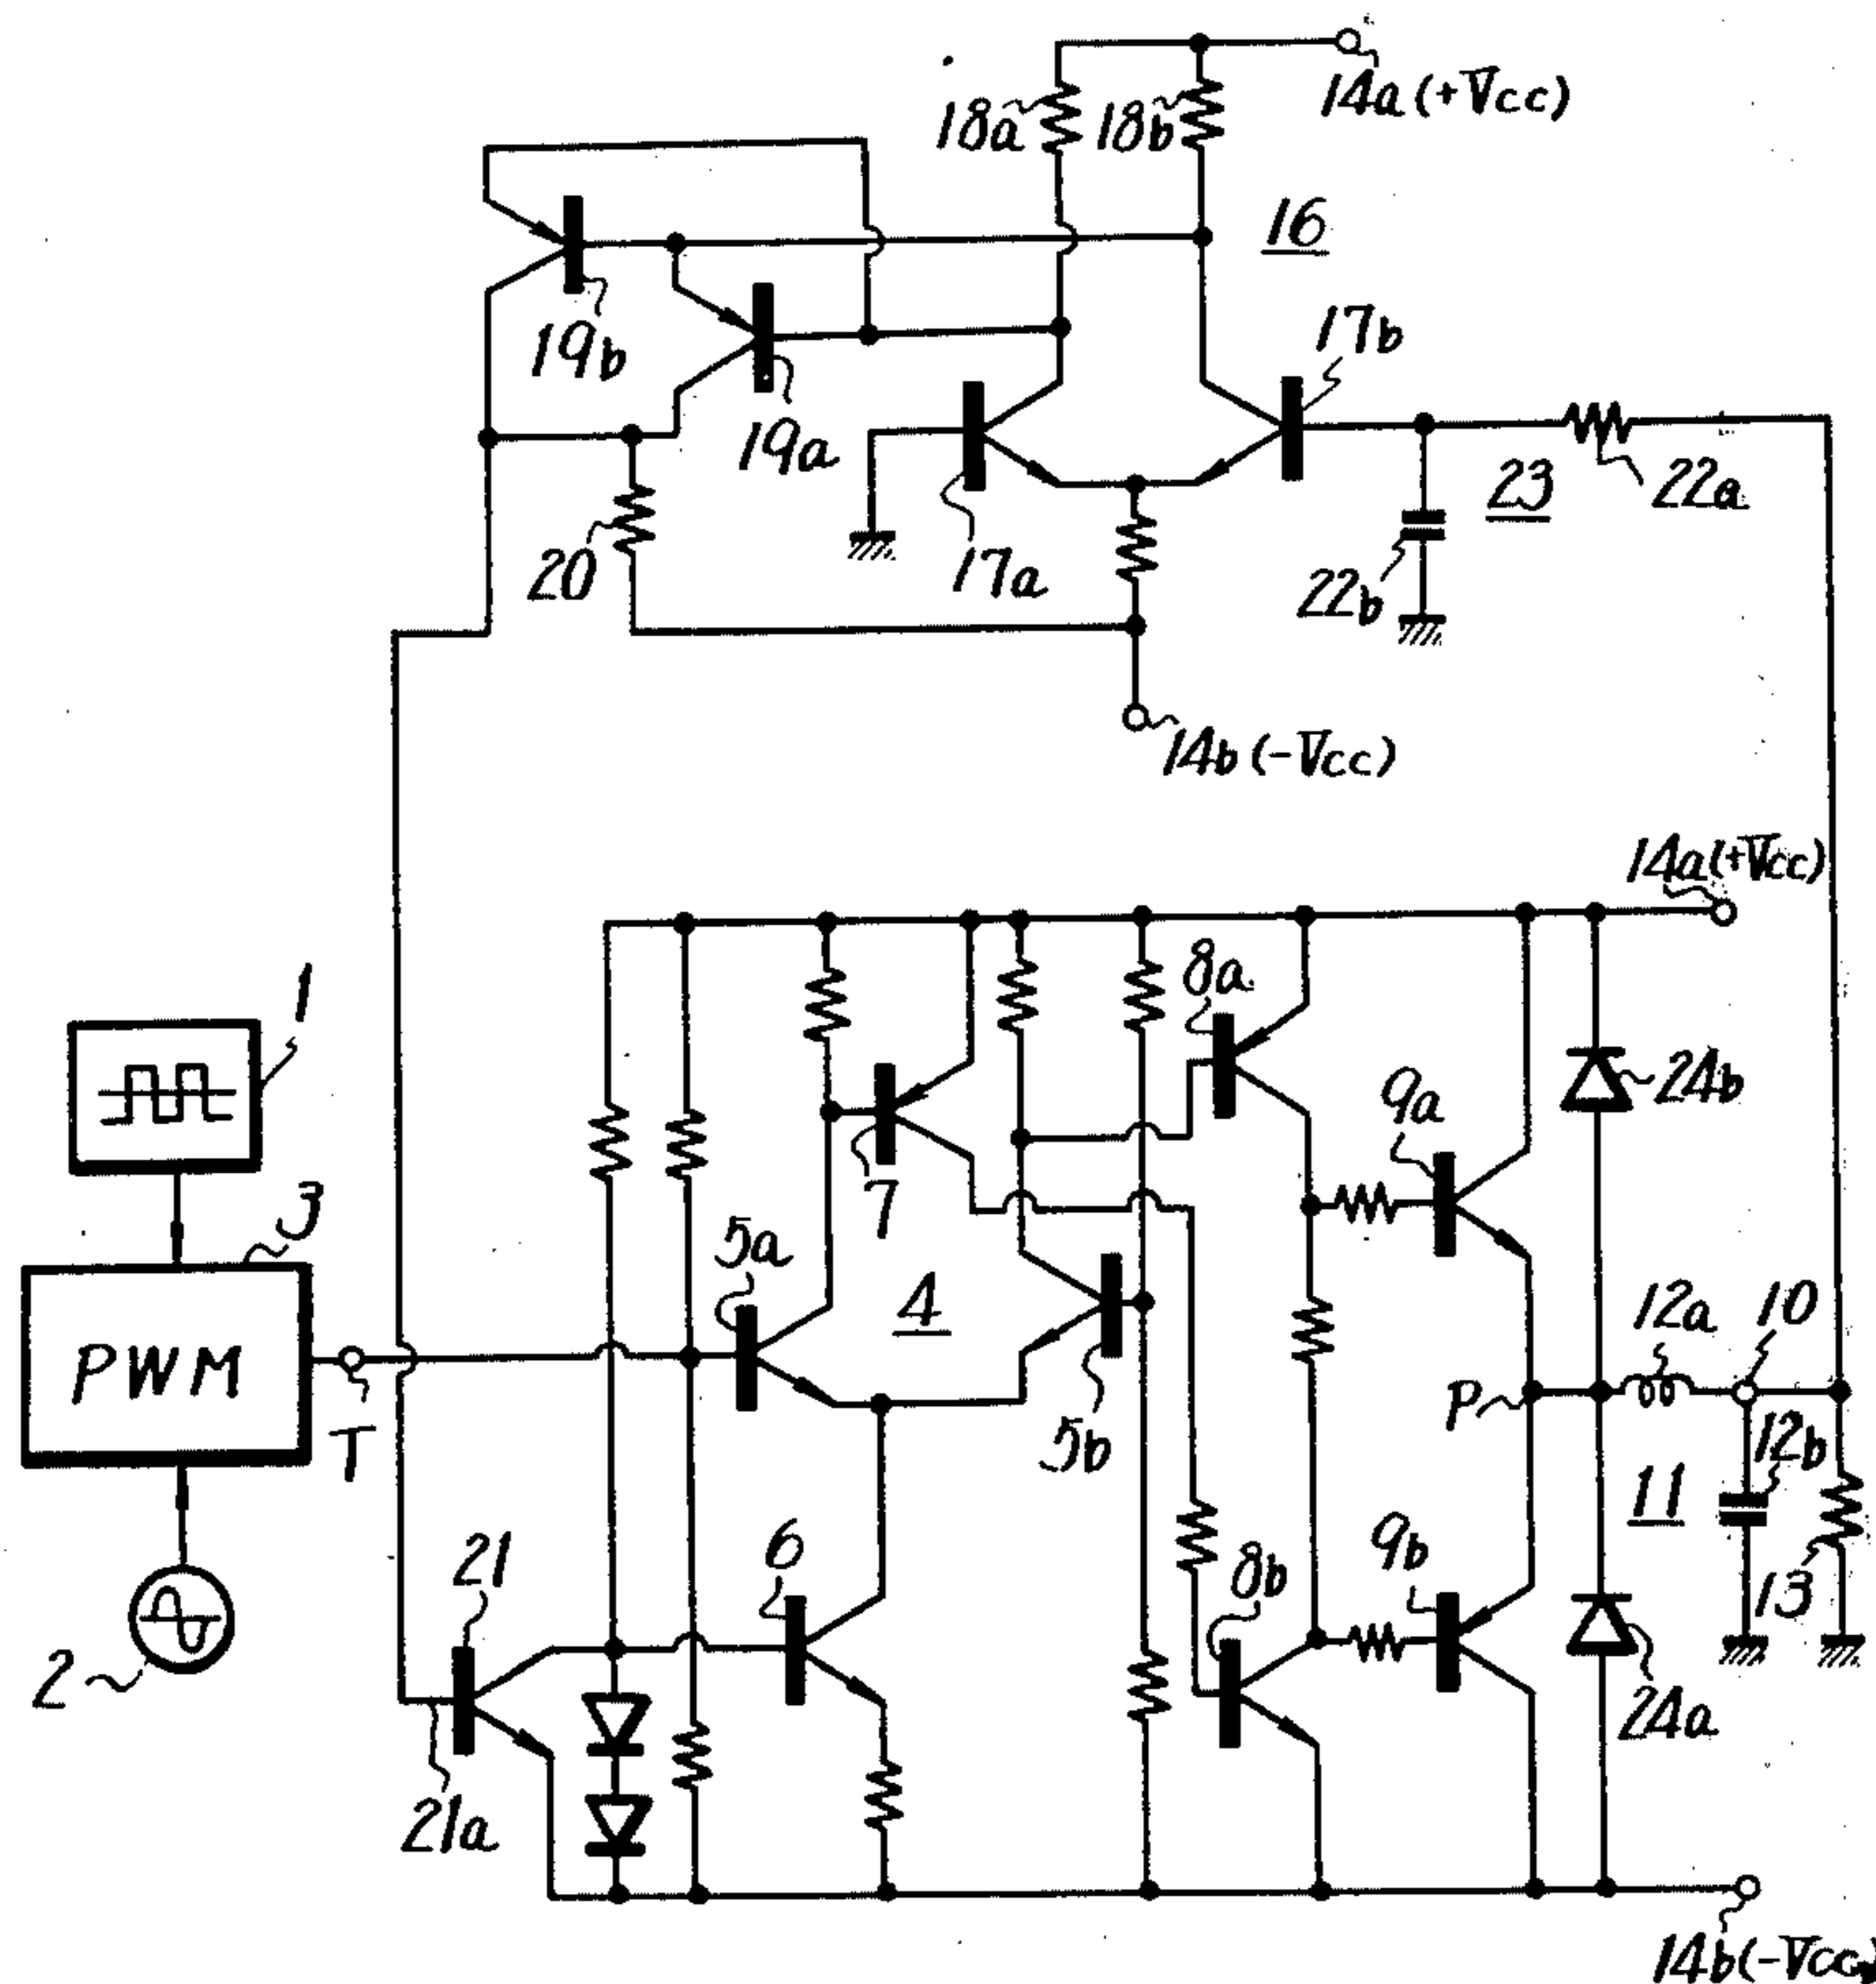 14a (+Vcc)
18a
18b
16
19b
17b
19a
23
22a
20
17a
22b
14b (-Vcc)
14a (+Vcc)
1
8a
24b
9a
3
7
5a
4
12a
10
PWM
T
P
5b
12b
11
21
6
8b
9b
13
2
24a
21a
14b (-Vcc)